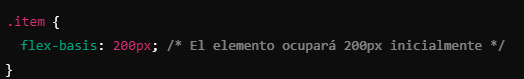 .item {
  flex-basis: 200px; /* El elemento ocupará 200px inicialmente */
}